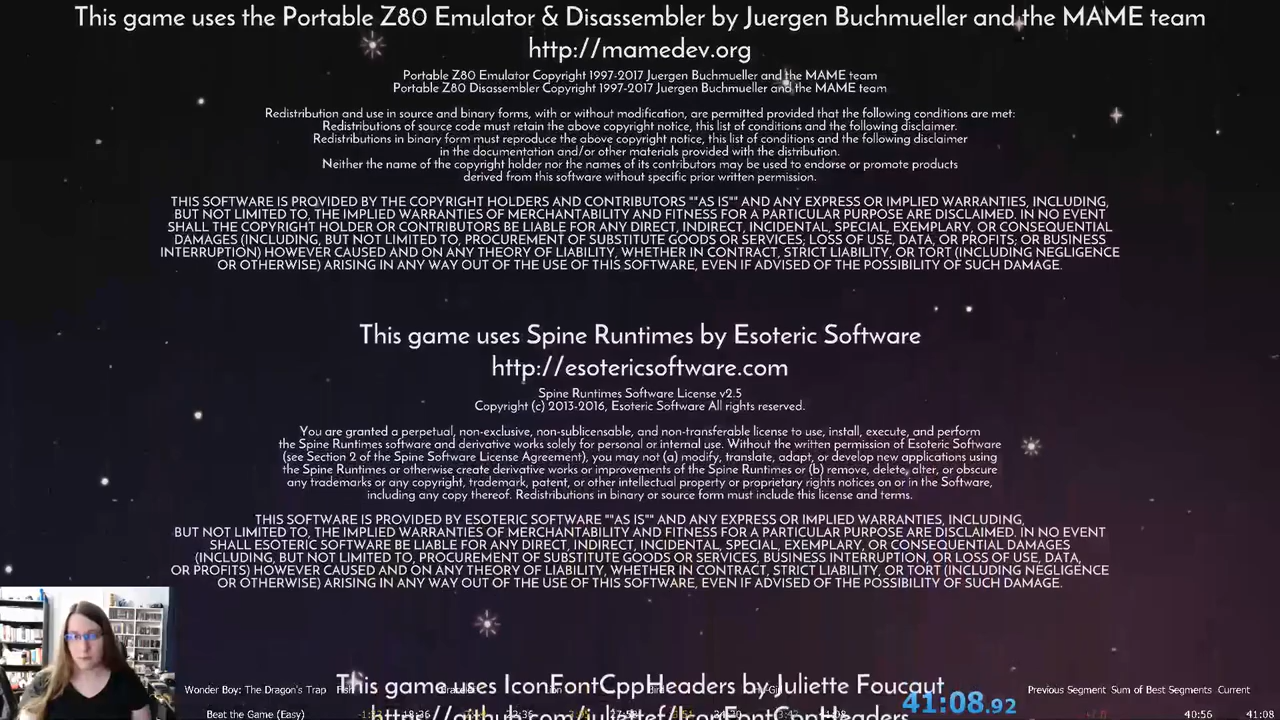 This game uses the Portable Z80 Emulator & Disassembler by Juergen Buchmueller and the MAME team
http://mamedev.org
Portable Z80 Emulator Copyright 1997-2017 Juergen Buchmueller and the MAME team
Portable Z80 Disassembler Copyright 1997-2017 Juergen Buchmueller and the MAME team
Redistribution and use in source and binary forms, with or without modification, are permitted provided that the following conditions are met:
Redistributions of source code must retain the above copyright notice, this list of conditions and the following disclaimer.
Redistributions in binary form must reproduce the above copyright notice, this list of conditions and the following disclaimer
in the documentation and/or other materials provided with the distribution.
Neither the name of the copyright holder nor the names of its contributors may be used to endorse or promote products
derived from this software without specific prior written permission.
THIS SOFTWARE IS PROVIDED BY THE COPYRIGHT HOLDERS AND CONTRIBUTORS ""AS IS"" AND ANY EXPRESS OR IMPLIED WARRANTIES, INCLUDING,
BUT NOT LIMITED TO, THE IMPLIED WARRANTIES OF MERCHANTABILITY AND FITNESS FOR A PARTICULAR PURPOSE ARE DISCLAIMED. IN NO EVENT
SHALL THE COPYRIGHT HOLDER OR CONTRIBUTORS BE LIABLE FOR ANY DIRECT, INDIRECT, INCIDENTAL, SPECIAL, EXEMPLARY, OR CONSEQUENTIAL
DAMAGES (INCLUDING, BUT NOT LIMITED TO, PROCUREMENT OF SUBSTITUTE GOODS OR SERVICES; LOSS OF USE, DATA, OR PROFITS; OR BUSINESS
INTERRUPTION) HOWEVER CAUSED AND ON ANY THEORY OF LIABILITY, WHETHER IN CONTRACT, STRICT LIABILITY, OR TORT (INCLUDING NEGLIGENCE
OR OTHERWISE) ARISING IN ANY WAY OUT OF THE USE OF THIS SOFTWARE, EVEN IF ADVISED OF THE POSSIBILITY OF SUCH DAMAGE.
This game uses Spine Runtimes by Esoteric Software
http://esotericsoftware.com
Spine Runtimes Software License v2.5
Copyright (c) 2013-2016, Esoteric Software All rights reserved.
You are granted a perpetual, non-exclusive, non-sublicensable, and non-transferable license to use, install, execute, and perform
the Spine Runtimes software and derivative works solely for personal or internal use. Without the written permission of Esoteric Software
(see Section 2 of the Spine Software License Agreement), you may not (a) modify, translate, adapt, or develop new applications using
the Spine Runtimes or otherwise create derivative works or improvements of the Spine Runtimes or (b) remove, delete, alter, or obscure
any trademarks or any copyright, trademark, patent, or other intellectual property or proprietary rights notices on or in the Software,
including any copy thereof. Redistributions in binary or source form must include this license and terms.
THIS SOFTWARE IS PROVIDED BY ESOTERIC SOFTWARE ""AS IS"" AND ANY EXPRESS OR IMPLIED WARRANTIES, INCLUDING,
BUT NOT LIMITED TO, THE IMPLIED WARRANTIES OF MERCHANTABILITY AND FITNESS FOR A PARTICULAR PURPOSE ARE DISCLAIMED. IN NO EVENT
SHALL ESOTERIC SOFTWARE BE LIABLE FOR ANY DIRECT, INDIRECT, INCIDENTAL, SPECIAL, EXEMPLARY, OR CONSEQUENTIAL DAMAGES
(INCLUDING, BUT NOT LIMITED TO, PROCUREMENT OF SUBSTITUTE GOODS OR SERVICES, BUSINESS INTERRUPTION, OR LOSS OF USE, DATA,
OR PROFITS) HOWEVER CAUSED AND ON ANY THEORY OF LIABILITY, WHETHER IN CONTRACT, STRICT LIABILITY, OR TORT (INCLUDING NEGLIGENCE
OR OTHERWISE) ARISING IN ANY WAY OUT OF THE USE OF THIS SOFTWARE, EVEN IF ADVISED OF THE POSSIBILITY OF SUCH DAMAGE.
This game uses IconFontCppHeaders by Juliette Foucaut
Wonder Boy: The Dragon's Trap
Previous Segment Sum of Best Segments Current
41:08.92
https://github.com/juliettef/IconFontCppHeaders
Beat the Game (Easy)
40:56 41:08